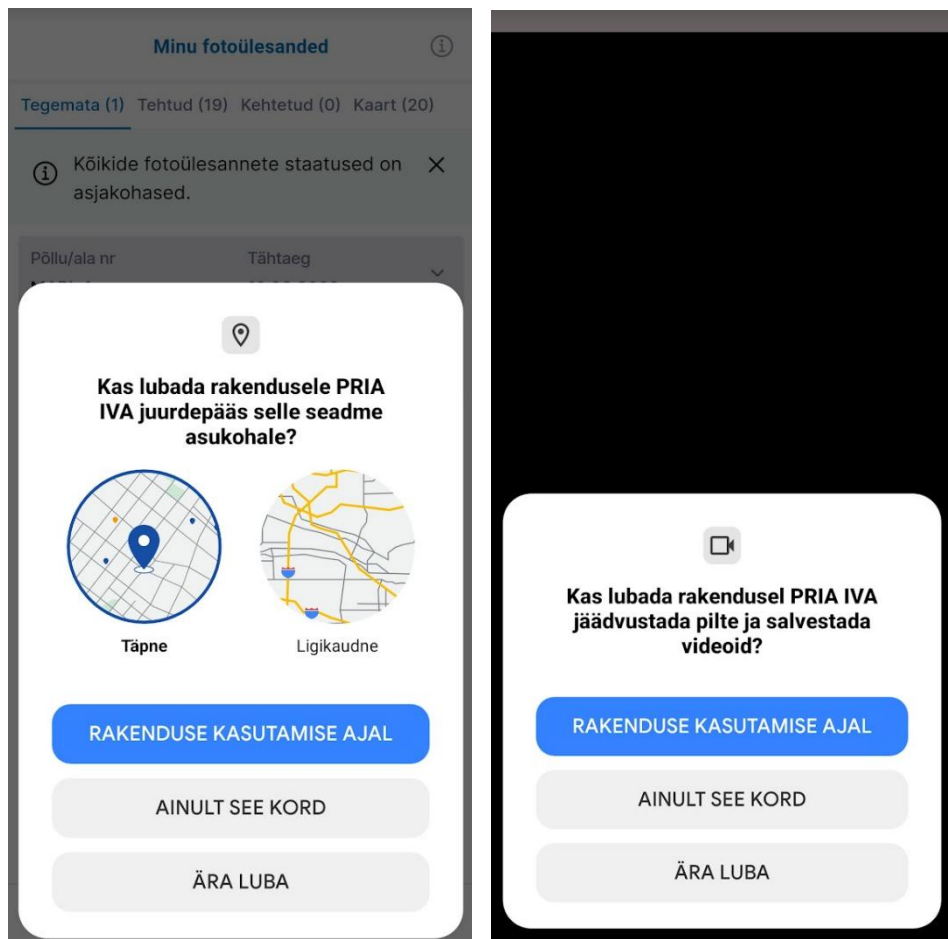 Minu fotoülesanded
Tegemata (1) Tehtud (19) Kehtetud (0) Kaart (20)
Kõikide fotoülesannete staatused on
asjakohased.
Põllu/ala nr Tähtaeg
Kas lubada rakendusele PRIA
IVA juurdepääs selle seadme
asukohale?
Täpne Ligikaudne
RAKENDUSE KASUTAMISE AJAL
AINULT SEE KORD
ÄRA LUBA
Kas lubada rakendusel PRIA IVA
jäädvustada pilte ja salvestada
videoid?
RAKENDUSE KASUTAMISE AJAL
AINULT SEE KORD
ÄRA LUBA